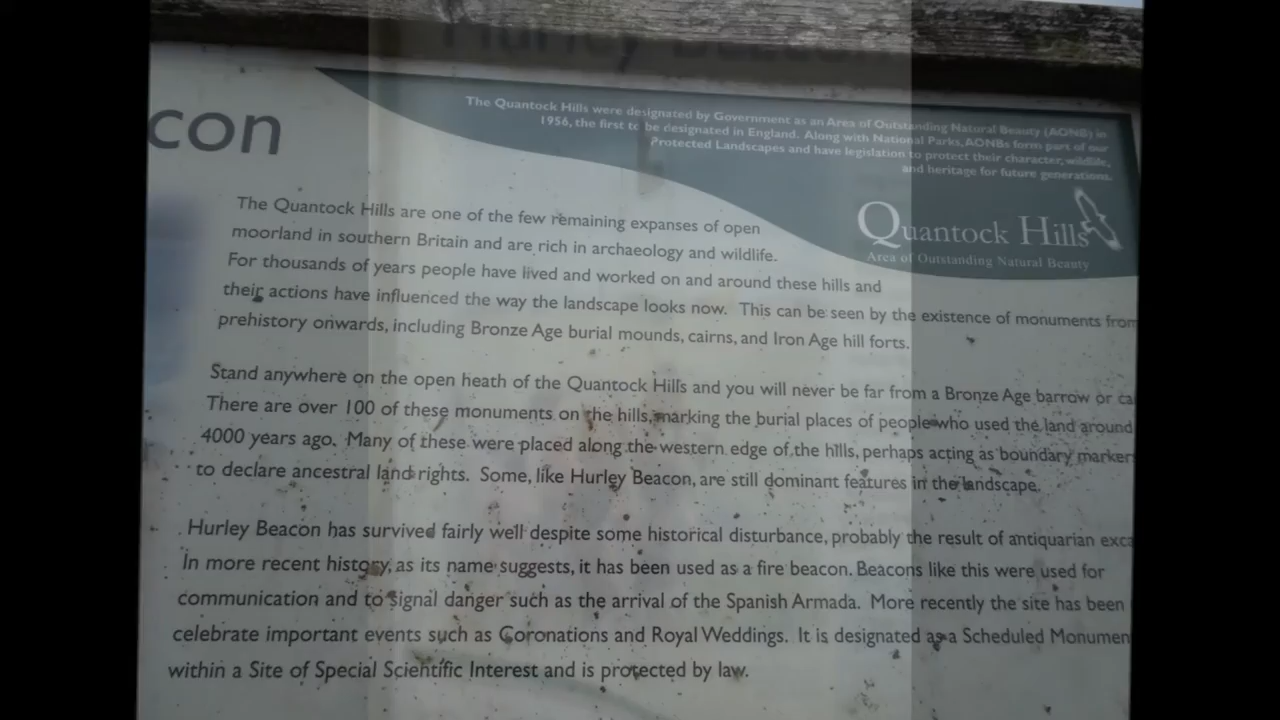 con
The Quantock Hills were designated by Government as an Area of Outstanding Natural Beauty (AONB) in
1956, the first to be designated in England. Along with National Parks, AONBs form part of our
Protected Landscapes and have legislation to protect their character, wildlife,
and heritage for future generations.
Quantock Hills
Area of Outstanding Natural Beauty
The Quantock Hills are one of the few remaining expanses of open
moorland in southern Britain and are rich in archaeology and wildlife.
For thousands of years people have lived and worked on and around these hills and
their actions have influenced the way the landscape looks now. This can be seen by the existence of monuments from
prehistory onwards, including Bronze Age burial mounds, cairns, and Iron Age hill forts.
Stand anywhere on the open heath of the Quantock Hills and you will never be far from a Bronze Age barrow or ca
There are over 100 of these monuments on the hills, marking the burial places of people who used the land around
4000 years ago. Many of these were placed along the western edge of the hills, perhaps acting as boundary marker
to declare ancestral land rights. Some, like Hurley Beacon, are still dominant features in the landscape.
Hurley Beacon has survived fairly well despite some historical disturbance, probably the result of antiquarian exca
In more recent history, as its name suggests, it has been used as a fire beacon. Beacons like this were used for
communication and to signal danger such as the arrival of the Spanish Armada. More recently the site has been
celebrate important events such as Coronations and Royal Weddings. It is designated as a Scheduled Monumen
within a Site of Special Scientific Interest and is protected by law.